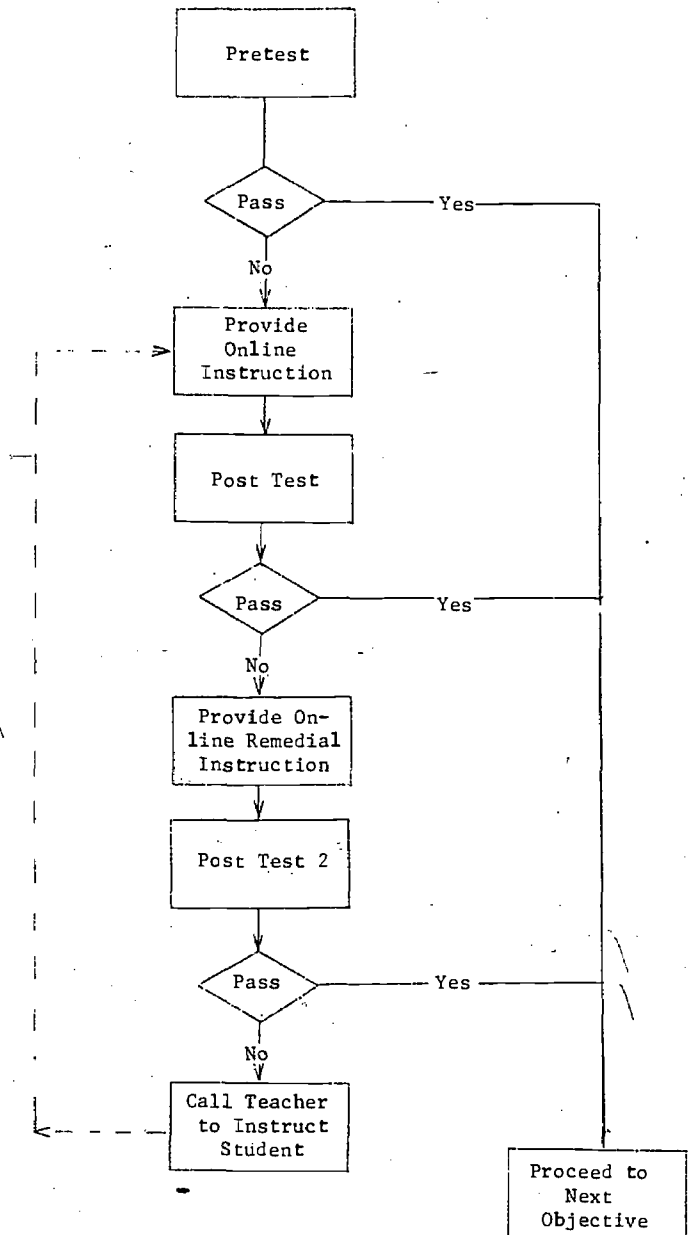 Pretest
Pass
Yes
No
Provide
Online
Instruction
Post Test
Pass
Yes
No
Provide On-
line Remedial
Instruction
Post Test 2
Pass
Yes
No
Call Teacher
to Instruct
Student
Proceed to
Next
Objective